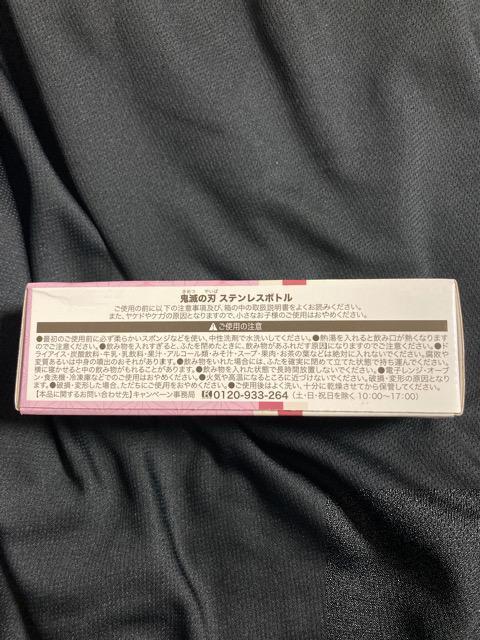 きめつ やいば
鬼滅の刃 ステンレスボトル
ご使用の前に以下の注意事項及び、箱の中の取扱説明書をよくお読みください。
また、ヤケドやケガの原因となりますので、小さなお子様のご使用はおやめください。
ご使用の注意
●最初のご使用前に必ず柔らかいスポンジなどを使い、中性洗剤で水洗いしてください。●熱湯を入れると飲み口が熱くなります
のでご注意ください。●飲み物を入れすぎると、ふたを閉めたときに、飲み物があふれだす原因になりますのでご注意ください。●ド
ライアイス・炭酸飲料・牛乳・乳飲料・果汁・アルコール類・みそ汁・スープ・果肉・お茶の葉などは絶対に入れないでください。腐敗や
変質あるいは中身の噴出のおそれがあります。●飲み物をいれた場合には、ふたを確実に閉めて立た状態で持ち運んでください。
横に寝かせると中の飲み物がもれることがあります。●飲み物を入れた状態で長時間放置しないでください。●電子レンジ・オーブ
ン・食洗機・冷凍庫などでのご使用はおやめください。●火気や高温になるところに近づけないでください。破損・変形の原因となり
ます。●破損・変形した場合、ただちにご使用をおやめください。●ご使用後はよく洗い、十分に乾燥させてから保管してください。
【本品に関するお問い合わせ先】キャンペーン事務局 0120-933-264 (土・日・祝日を除く 10:00〜17:00)